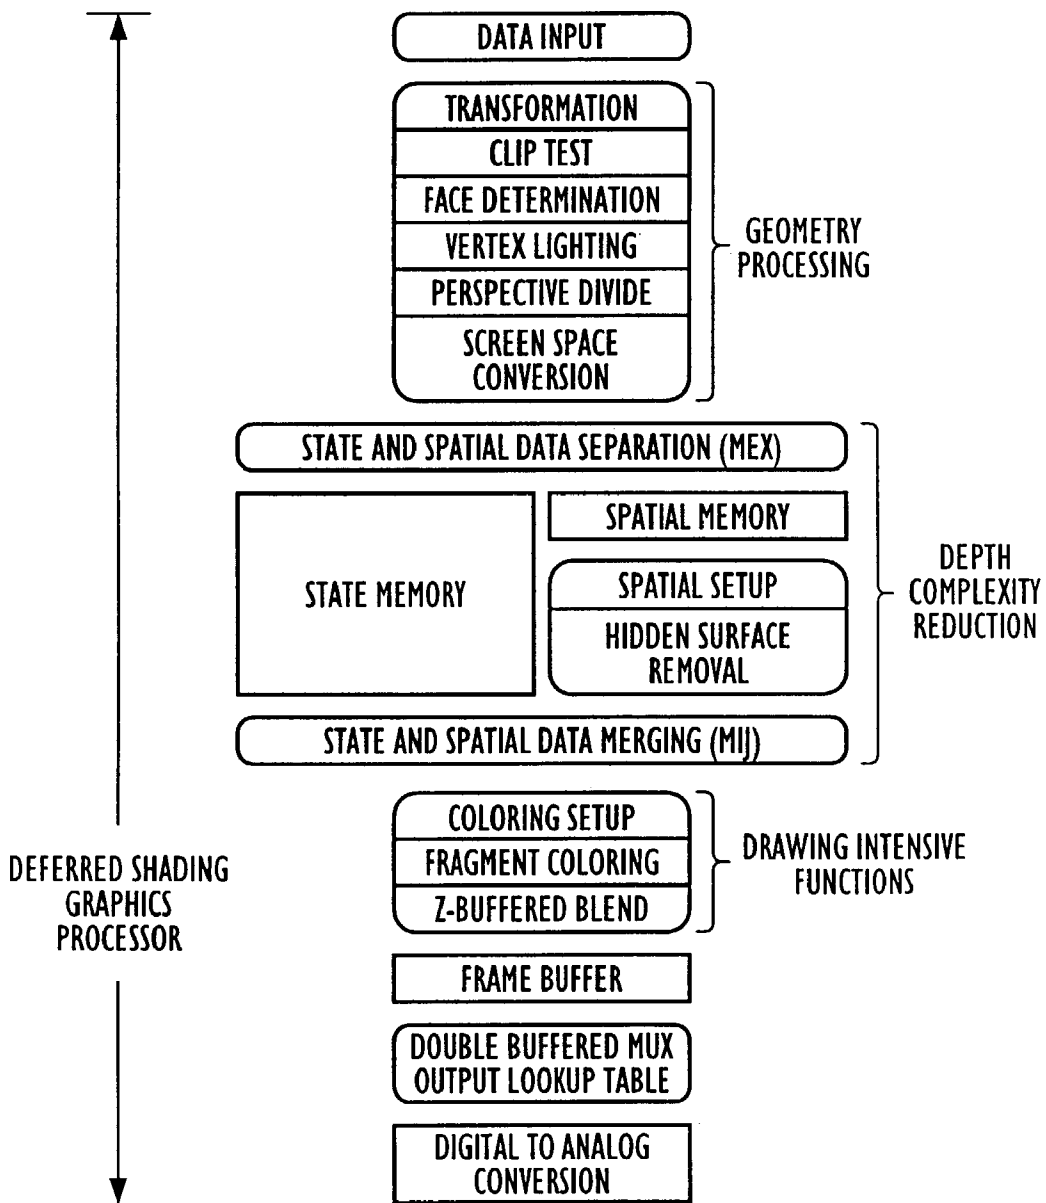 DATA INPUT
TRANSFORMATION
CLIP TEST
FACE DETERMINATION
VERTEX LIGHTING
PERSPECTIVE DIVIDE
SCREEN SPACE
CONVERSION
GEOMETRY
PROCESSING
STATE AND SPATIAL DATA SEPARATION (MEX)
STATE MEMORY
SPATIAL MEMORY
SPATIAL SETUP
HIDDEN SURFACE
REMOVAL
STATE AND SPATIAL DATA MERGING (MIJ)
DEPTH
COMPLEXITY
REDUCTION
COLORING SETUP
FRAGMENT COLORING
Z-BUFFERED BLEND
DRAWING INTENSIVE
FUNCTIONS
DEFERRED SHADING
GRAPHICS
PROCESSOR
FRAME BUFFER
DOUBLE BUFFERED MUX
OUTPUT LOOKUP TABLE
DIGITAL TO ANALOG
CONVERSION